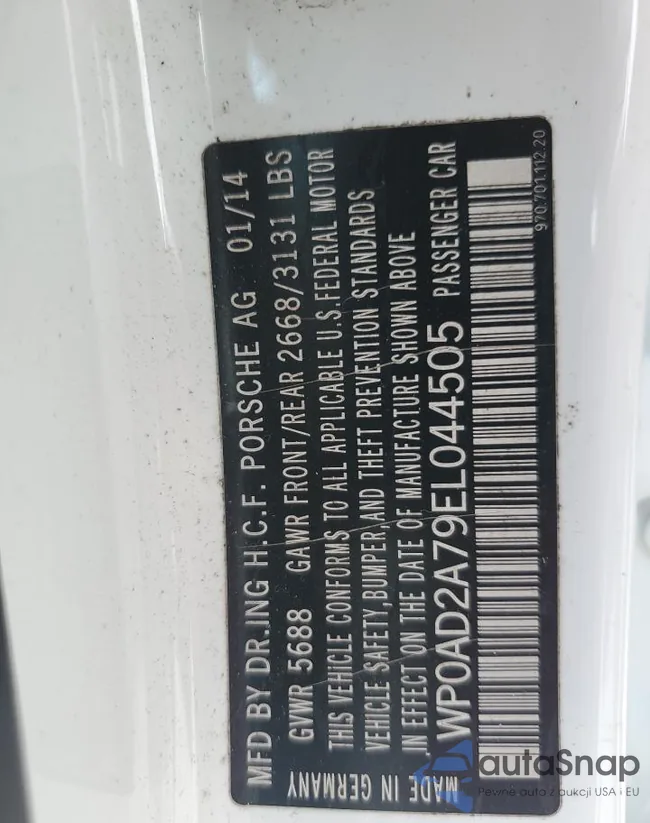 MFD BY DR.ING H.C.F. PORSCHE AG 01/14
GVWR 5688 GAWR FRONT/REAR 2668/3131 LBS
THIS VEHICLE CONFORMS TO ALL APPLICABLE U.S. FEDERAL MOTOR
VEHICLE SAFETY, BUMPER, AND THEFT PREVENTION STANDARDS
IN EFFECT ON THE DATE OF MANUFACTURE SHOWN ABOVE
MADE IN GERMANY WP0AD2A79EL044505 PASSENGER CAR
970.701.112.20
autaSnap
Pewne auto z aukcji USA i EU